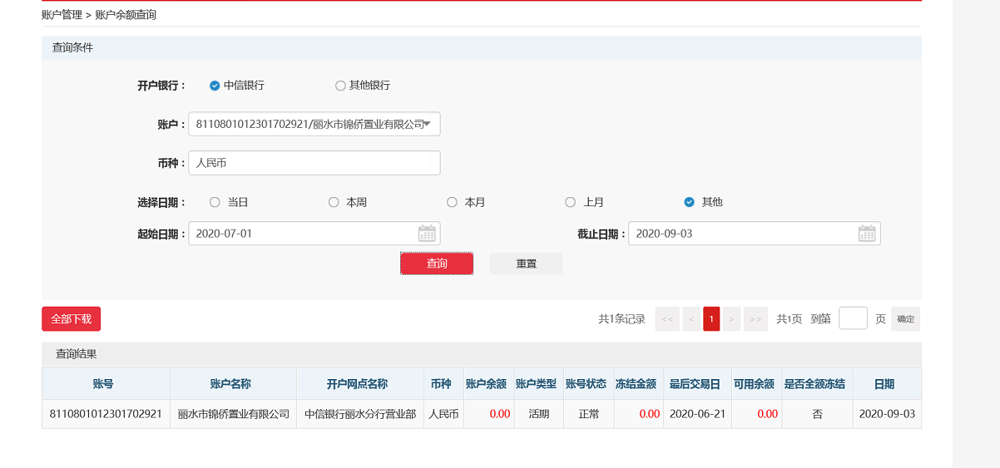 账户管理 > 账户余额查询
查询条件
开户银行： 中信银行 其他银行
账户： 8110801012301702921/丽水市锦侨置业有限公司
币种： 人民币
选择日期： 当日 本周 本月 上月 其他
起始日期： 2020-07-01 截止日期： 2020-09-03
查询 重置
全部下载 共1条记录 << < 1 > >> 共1页 到第 页 确定
查询结果
账号 账户名称 开户网点名称 币种 账户余额 账户类型 账号状态 冻结金额 最后交易日 可用余额 是否全额冻结 日期
8110801012301702921 丽水市锦侨置业有限公司 中信银行丽水分行营业部 人民币 0.00 活期 正常 0.00 2020-06-21 0.00 否 2020-09-03